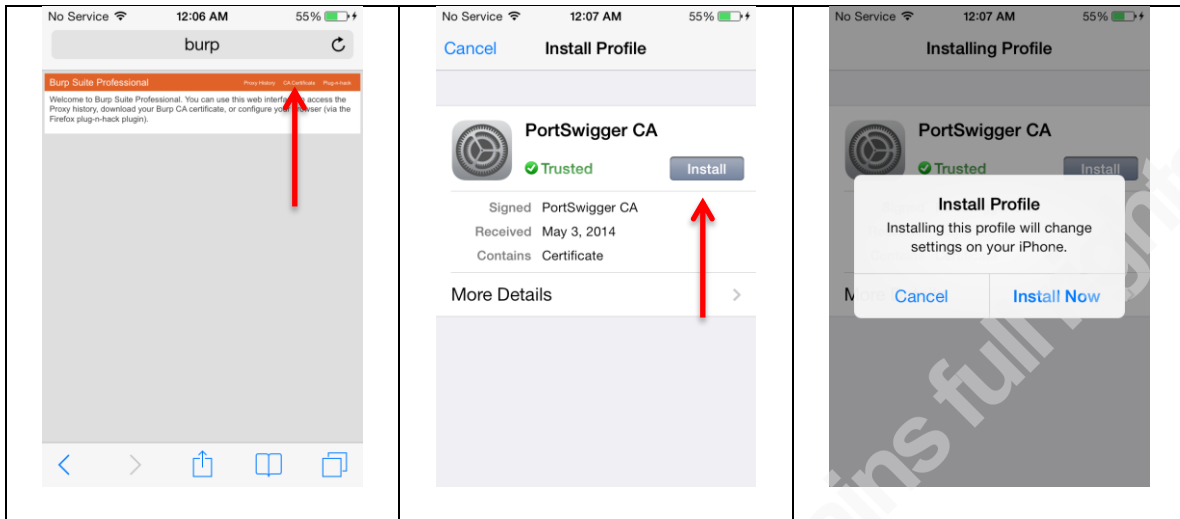 No Service 12:06 AM 55%
burp
Burp Suite Professional Proxy History CA Certificate Plug-n-hack
Welcome to Burp Suite Professional. You can use this web interface to access the
Proxy history, download your Burp CA certificate, or configure your browser (via the
Firefox plug-n-hack plugin).
No Service 12:07 AM 55%
Cancel Install Profile
PortSwigger CA
Trusted Install
Signed PortSwigger CA
Received May 3, 2014
Contains Certificate
More Details
No Service 12:07 AM 55%
Installing Profile
PortSwigger CA
Trusted Install
Install Profile
Installing this profile will change
settings on your iPhone.
Cancel Install Now
ins full rights